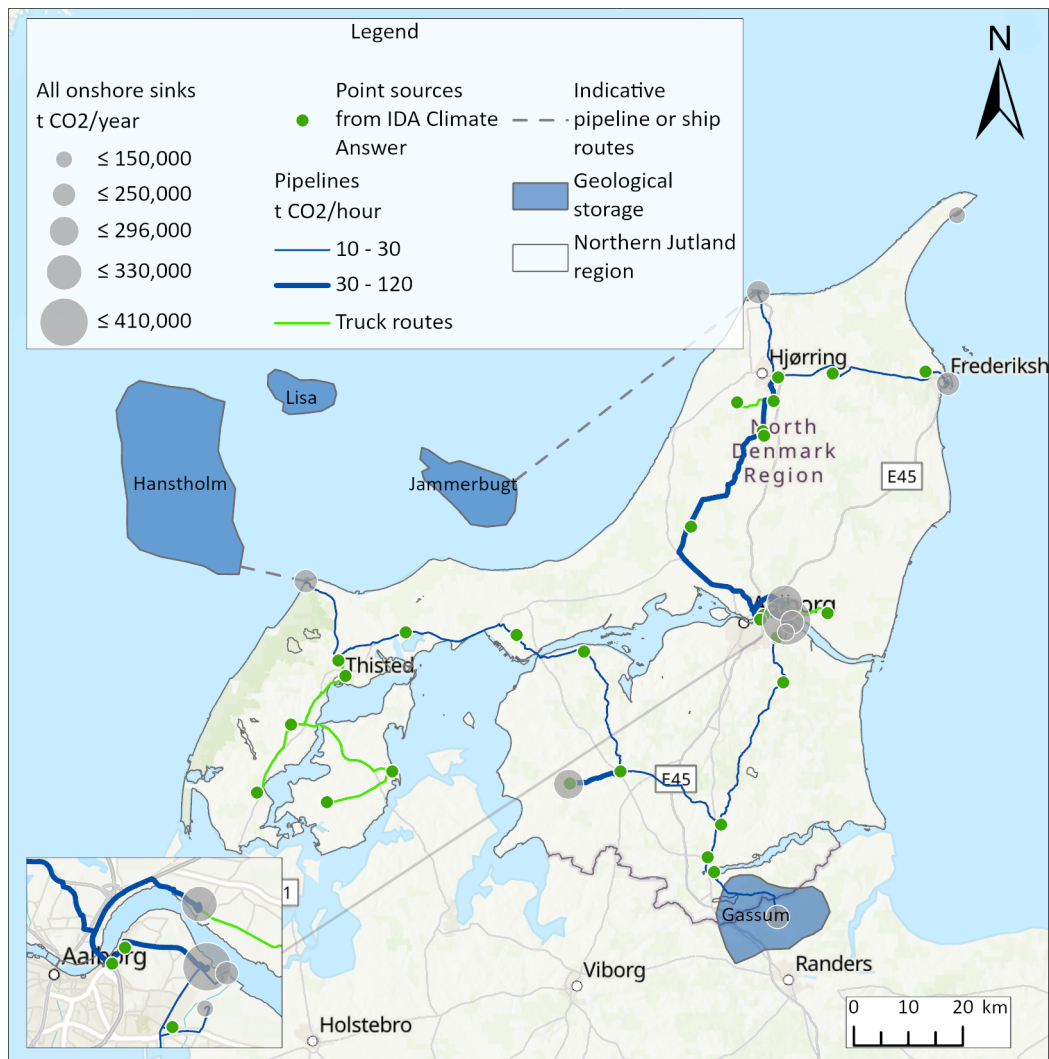 Legend
All onshore sinks
t CO2/year
≤ 150,000
≤ 250,000
≤ 296,000
≤ 330,000
≤ 410,000
Point sources
from IDA Climate
Answer
Pipelines
t CO2/hour
10 - 30
30 - 120
Truck routes
Indicative
pipeline or ship
routes
Geological
storage
Northern Jutland
region
N
Hjørring
Frederiksh
Lisa
North
Denmark
Region
E45
Hanstholm
Jammerbugt
Aalborg
Thisted
E45
1
Gassum
Aalborg
?
Viborg
Randers
Holstebro
0 10 20 km